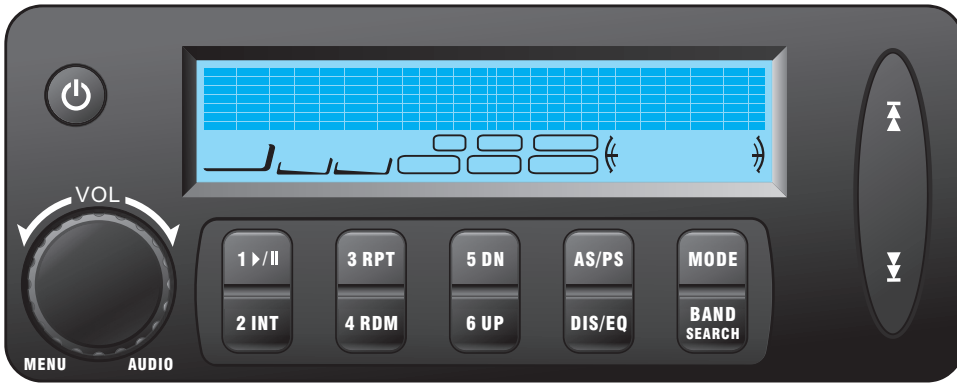 VOL
1 ▶/II
3 RPT
5 DN
AS/PS
MODE
2 INT
4 RDM
6 UP
DIS/EQ
BAND
SEARCH
MENU
AUDIO